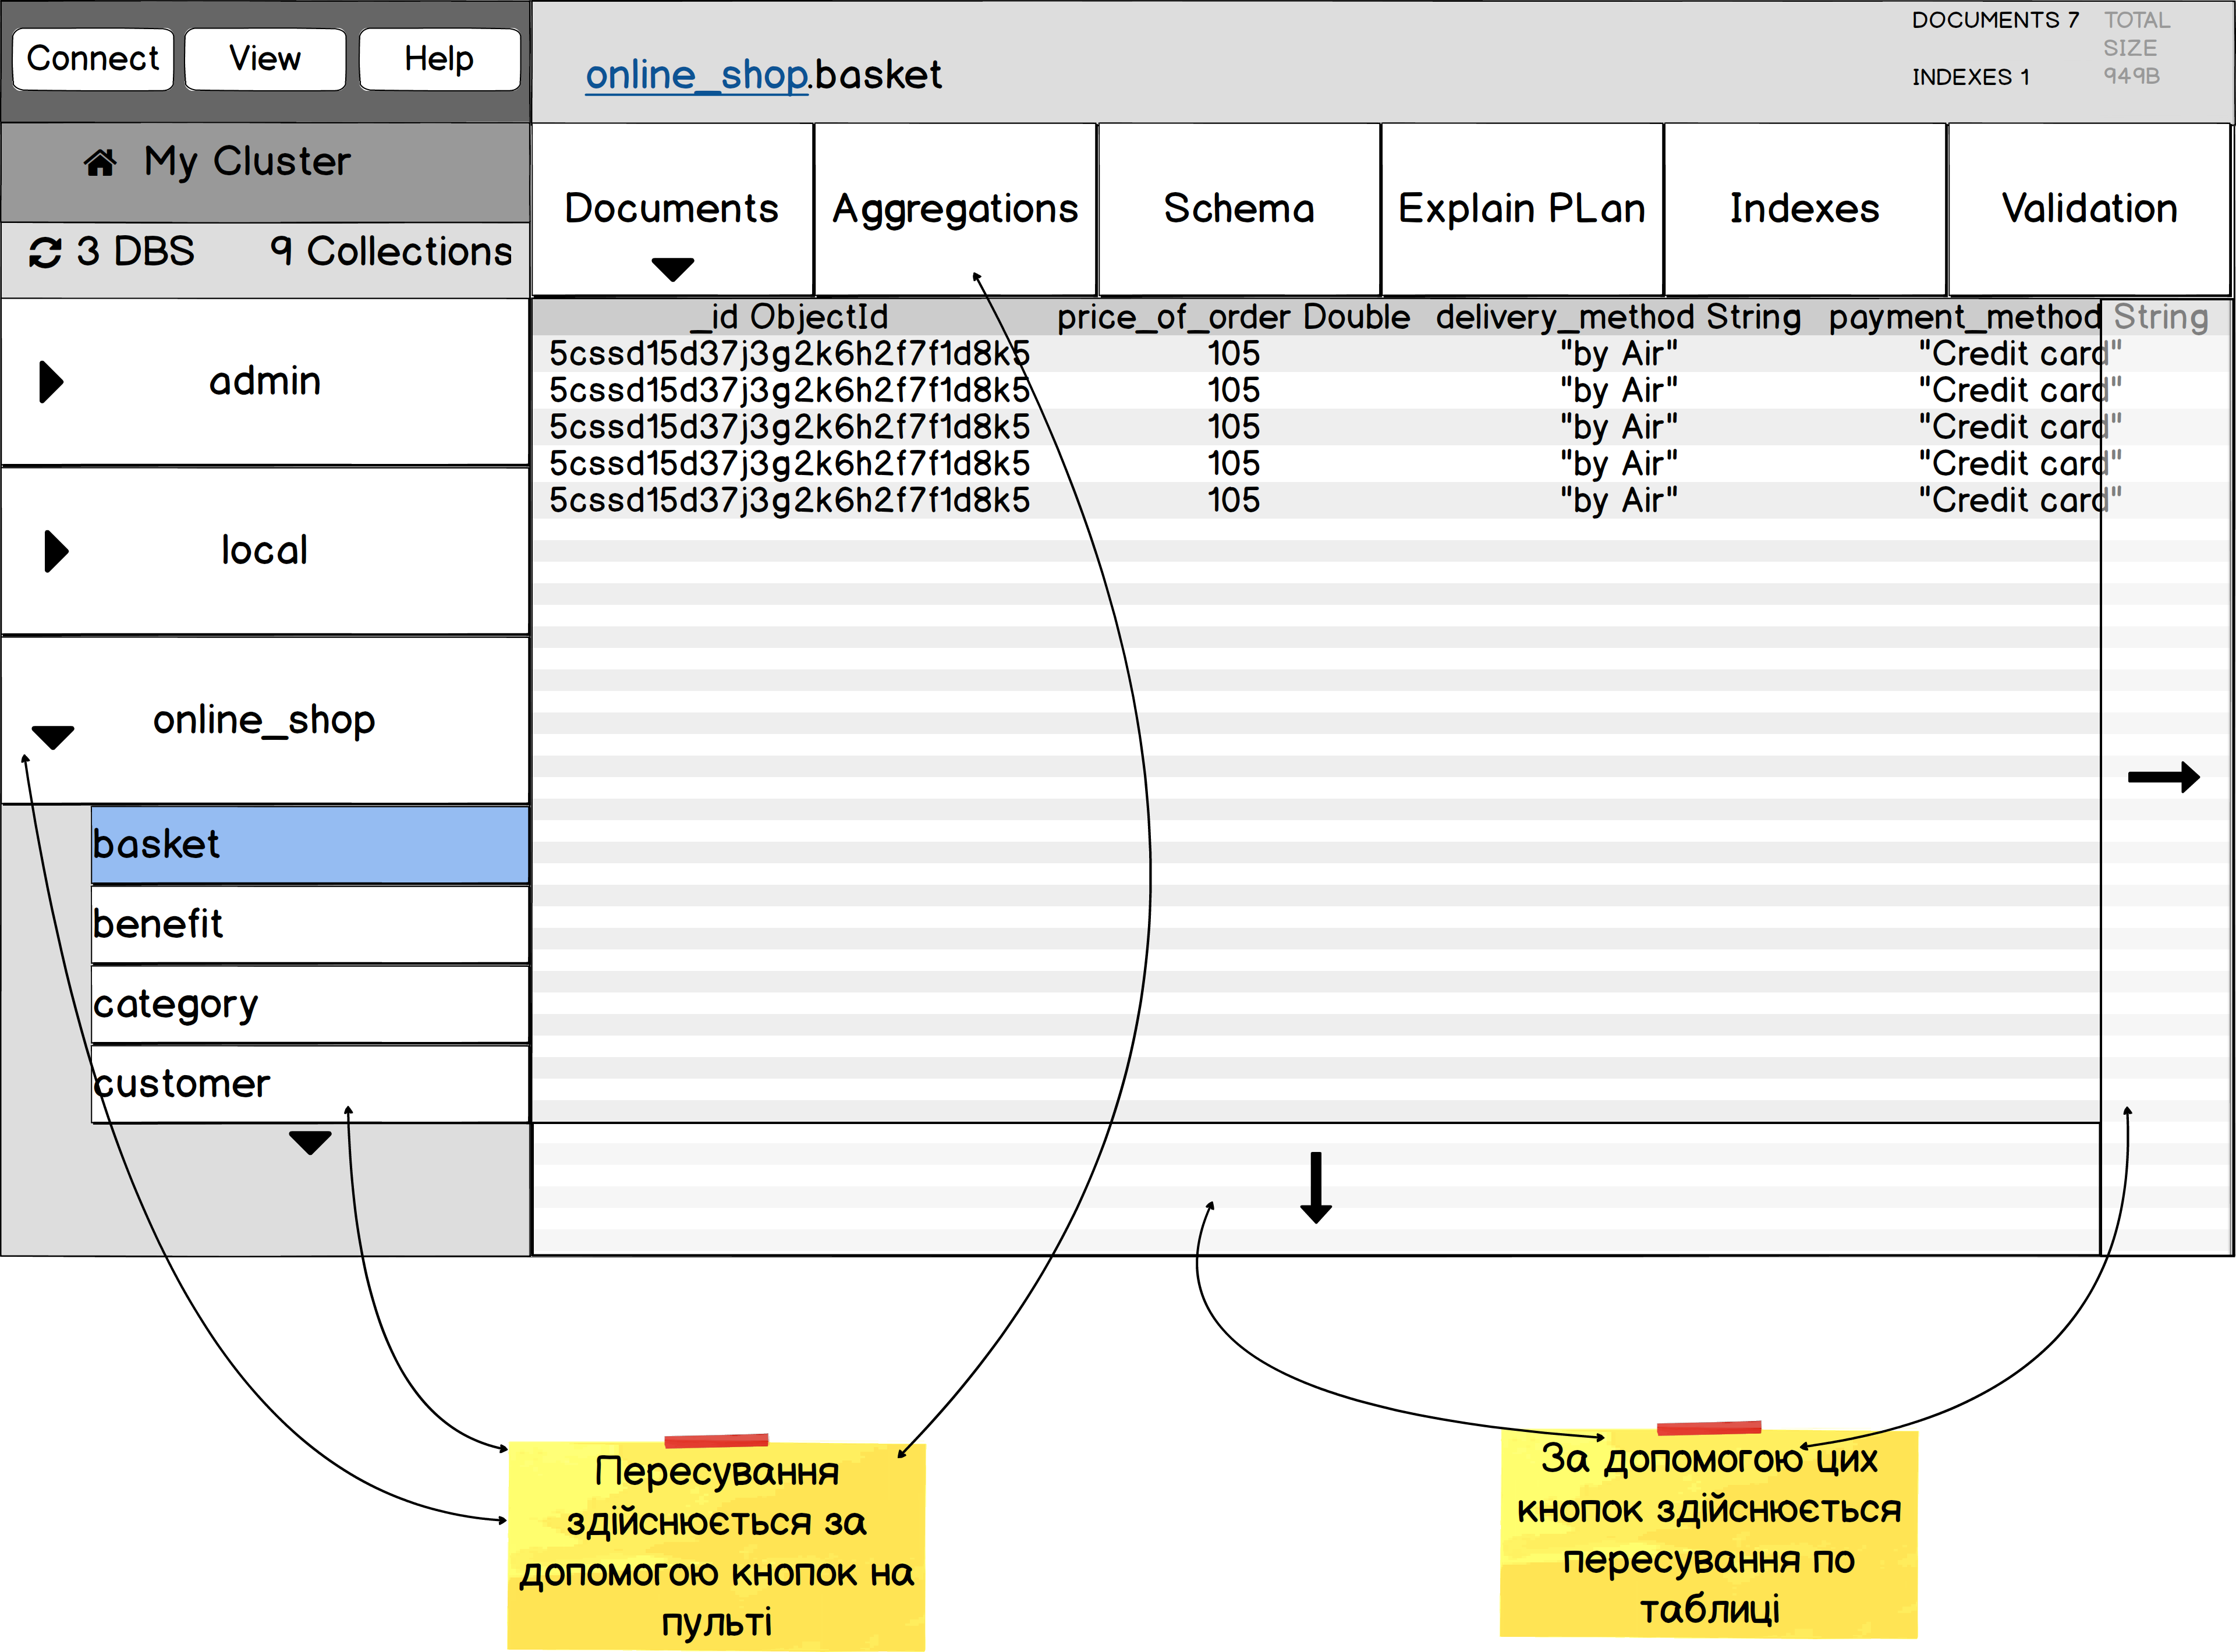 Connect View Help
online_shop.basket
DOCUMENTS 7
INDEXES 1
TOTAL
SIZE
949B
My Cluster
3 DBS 9 Collections
Documents Aggregations Schema Explain PLan Indexes Validation
admin
local
online_shop
basket
benefit
category
customer
_id ObjectId price_of_order Double delivery_method String payment_method String
5cssd15d37j3g2k6h2f7f1d8k5 105 "by Air" "Credit card"
5cssd15d37j3g2k6h2f7f1d8k5 105 "by Air" "Credit card"
5cssd15d37j3g2k6h2f7f1d8k5 105 "by Air" "Credit card"
5cssd15d37j3g2k6h2f7f1d8k5 105 "by Air" "Credit card"
5cssd15d37j3g2k6h2f7f1d8k5 105 "by Air" "Credit card"
Пересування
здійснюється за
допомогою кнопок на
пульті
За допомогою цих
кнопок здійснюється
пересування по
таблиці